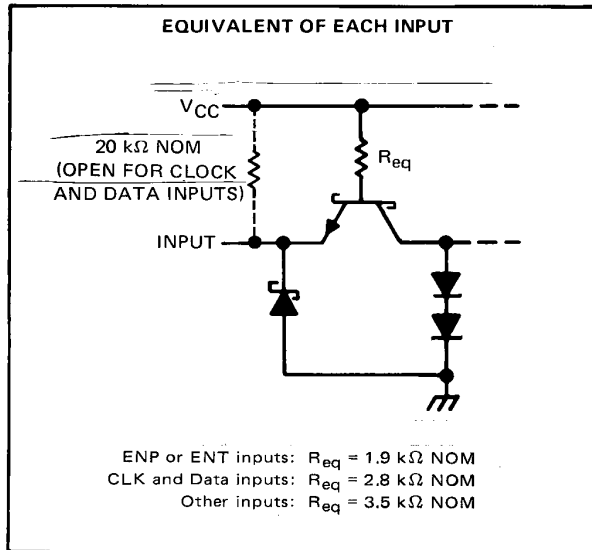 EQUIVALENT OF EACH INPUT
VCC
20 kΩ NOM
(OPEN FOR CLOCK
AND DATA INPUTS)
Req
INPUT
ENP or ENT inputs: Req = 1.9 kΩ NOM
CLK and Data inputs: Req = 2.8 kΩ NOM
Other inputs: Req = 3.5 kΩ NOM